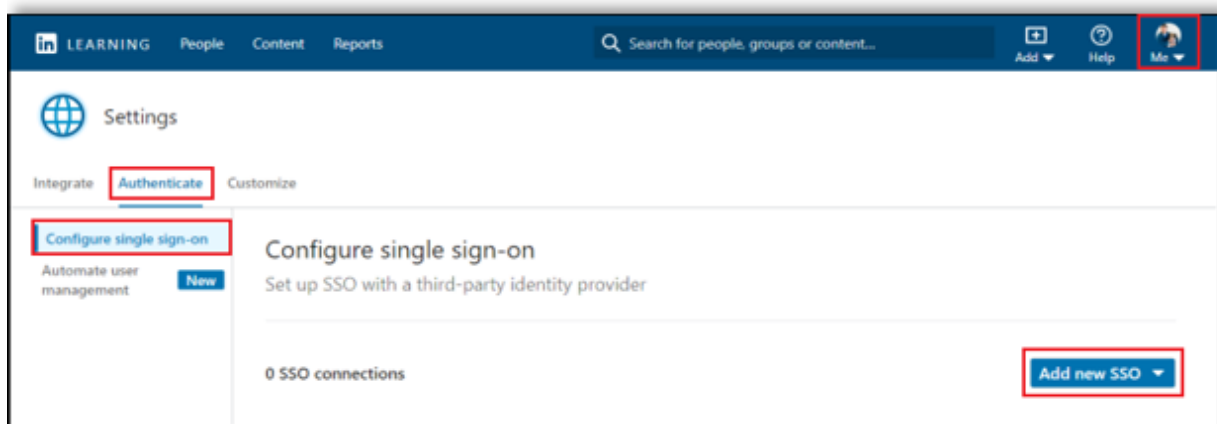 in LEARNING People Content Reports Search for people, groups or content... Add Help Me
Settings
Integrate Authenticate Customize
Configure single sign-on
Automate user management New
Configure single sign-on
Set up SSO with a third-party identity provider
0 SSO connections Add new SSO